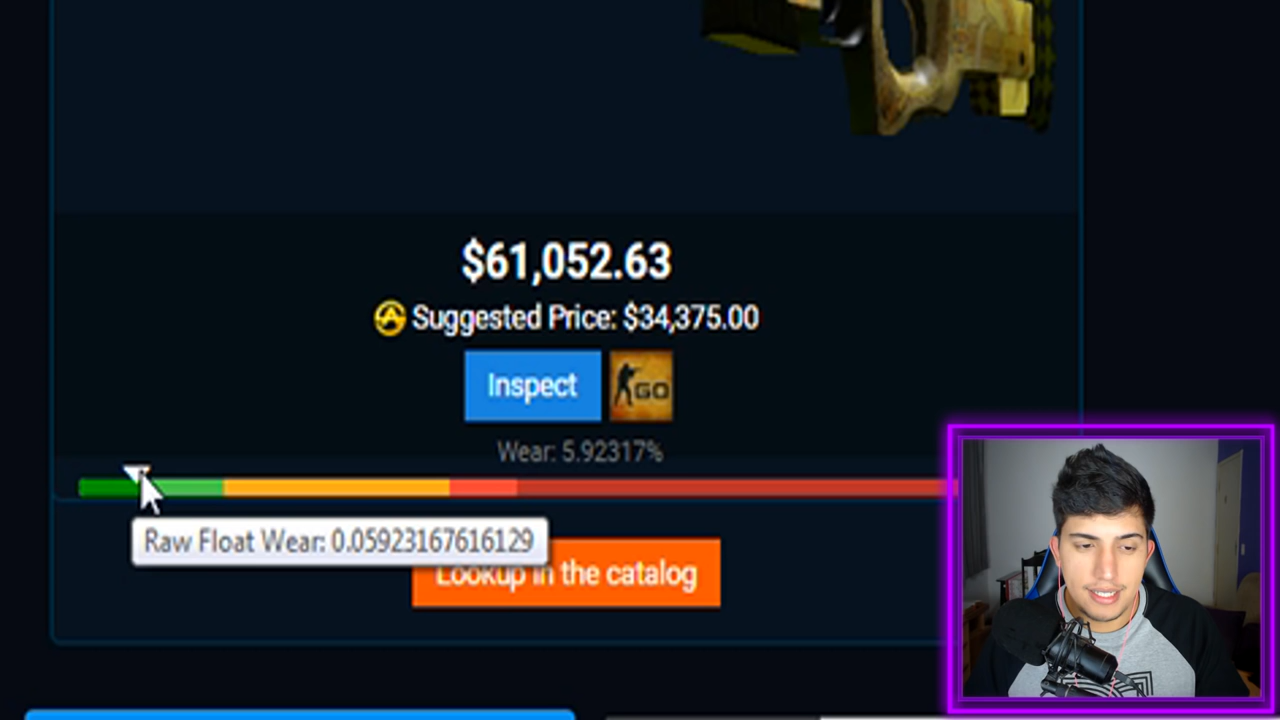 $61,052.63
Suggested Price: $34,375.00
Inspect
GO
Wear: 5.92317%
Raw Float Wear: 0.05923167616129
Lookup in the catalog